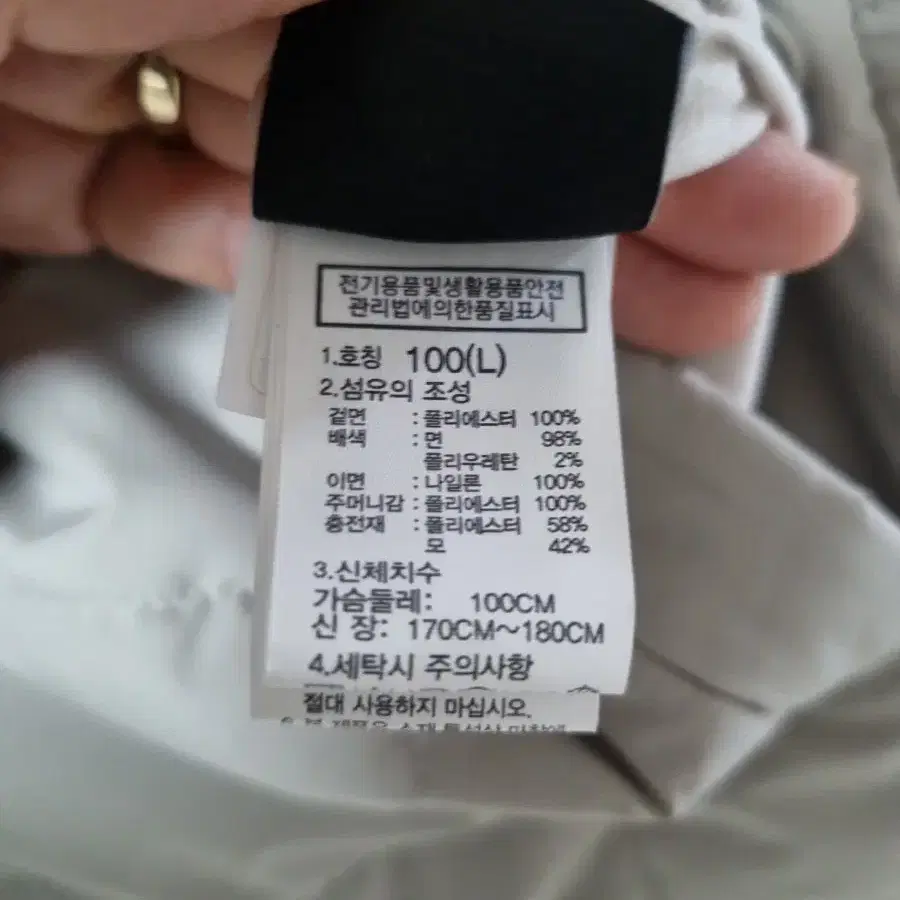 전기용품및생활용품안전
관리법에의한품질표시
1.호칭 100(L)
2.섬유의 조성
겉면 : 폴리에스터 100%
배색 : 면 98%
폴리우레탄 2%
이면 : 나일론 100%
주머니감 : 폴리에스터 100%
충전재 : 폴리에스터 58%
모 42%
3.신체치수
가슴둘레: 100CM
신 장: 170CM~180CM
4.세탁시 주의사항
절대 사용하지 마십시오.